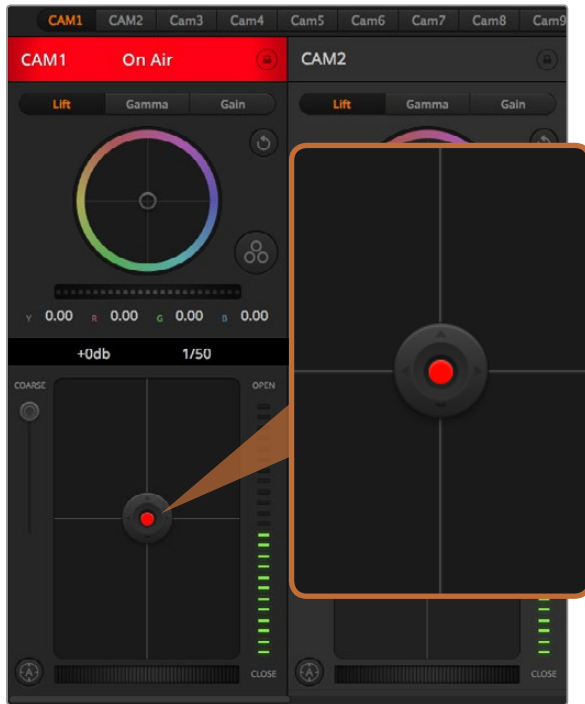 CAM1 CAM2 Cam3 Cam4 Cam5 Cam6 Cam7 Cam8 Cam9
CAM1 On Air CAM2
Lift Gamma Gain Lift Gamma Gain
Y 0.00 R 0.00 G 0.00 B 0.00
+0db 1/50
COARSE OPEN
A CLOSE A CLOSE